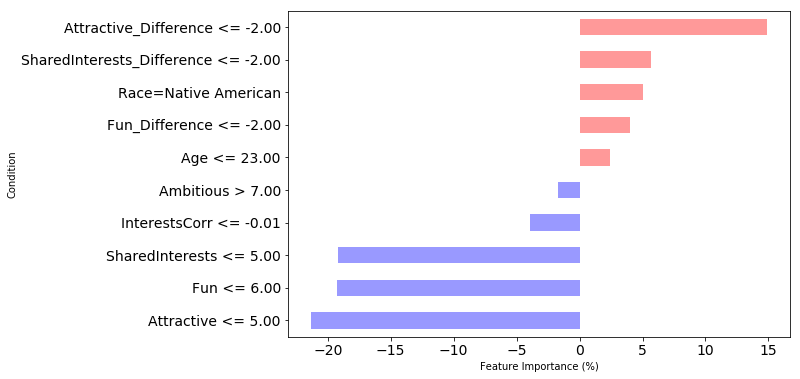 Attractive_Difference <= -2.00
SharedInterests_Difference <= -2.00
Race=Native American
Fun_Difference <= -2.00
Age <= 23.00
Ambitious > 7.00
InterestsCorr <= -0.01
SharedInterests <= 5.00
Fun <= 6.00
Attractive <= 5.00
Condition
−20 −15 −10 −5 0 5 10 15
Feature Importance (%)